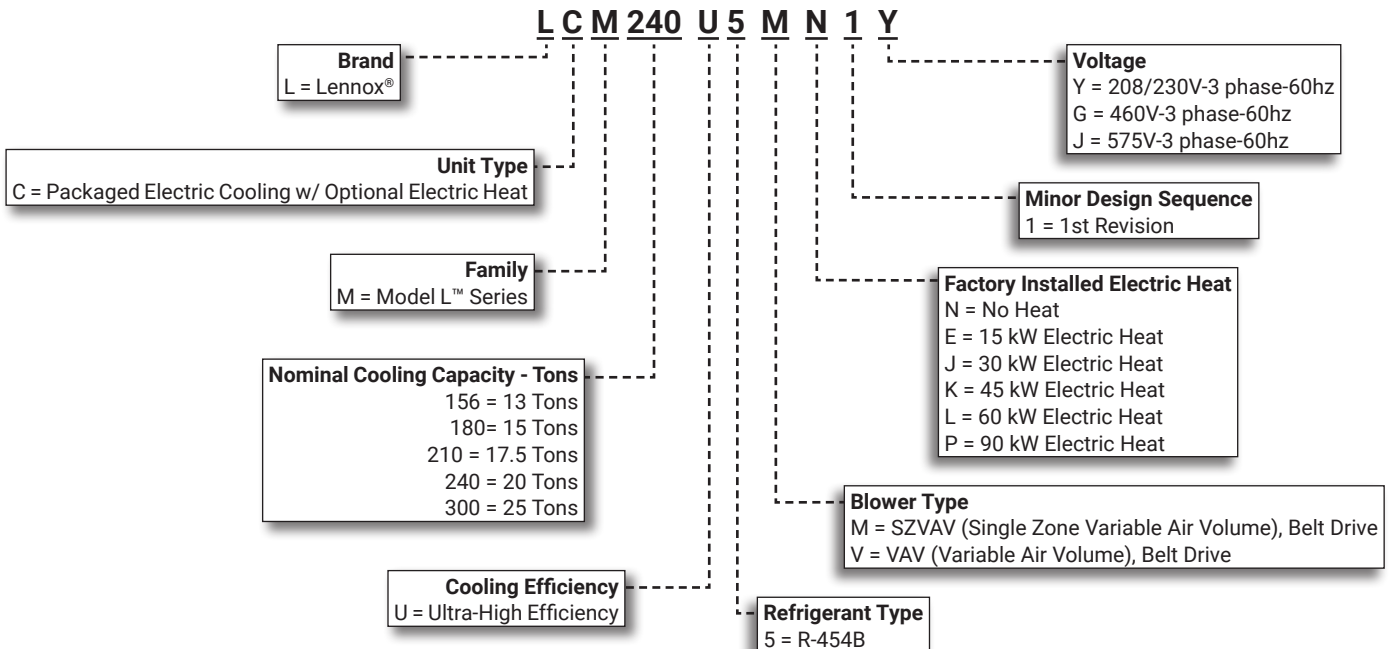 L C M 240 U 5 M N 1 Y
Brand
L = Lennox®
Unit Type
C = Packaged Electric Cooling w/ Optional Electric Heat
Family
M = Model L™ Series
Nominal Cooling Capacity - Tons
156 = 13 Tons
180= 15 Tons
210 = 17.5 Tons
240 = 20 Tons
300 = 25 Tons
Cooling Efficiency
U = Ultra-High Efficiency
Voltage
Y = 208/230V-3 phase-60hz
G = 460V-3 phase-60hz
J = 575V-3 phase-60hz
Minor Design Sequence
1 = 1st Revision
Factory Installed Electric Heat
N = No Heat
E = 15 kW Electric Heat
J = 30 kW Electric Heat
K = 45 kW Electric Heat
L = 60 kW Electric Heat
P = 90 kW Electric Heat
Blower Type
M = SZVAV (Single Zone Variable Air Volume), Belt Drive
V = VAV (Variable Air Volume), Belt Drive
Refrigerant Type
5 = R-454B